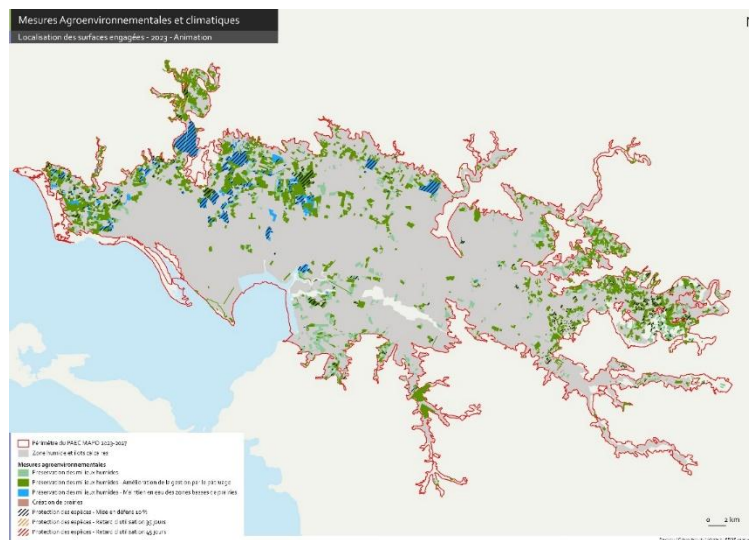 Mesures Agroenvironnementales et climatiques
Localisation des surfaces engagées - 2023 - Animation
N
Périmètre du PAEC MAPO 2023-2027
Zone humide et îlots calcaires
Mesures agroenvironnementales
Préservation des milieux humides
Préservation des milieux humides - Amélioration de la gestion par le pâturage
Préservation des milieux humides - Maintien en eau des zones basses de prairies
Création de prairies
Protection des espèces - Mise en défens 10%
Protection des espèces - Retard d'utilisation 35 jours
Protection des espèces - Retard d'utilisation 45 jours
0 2 km